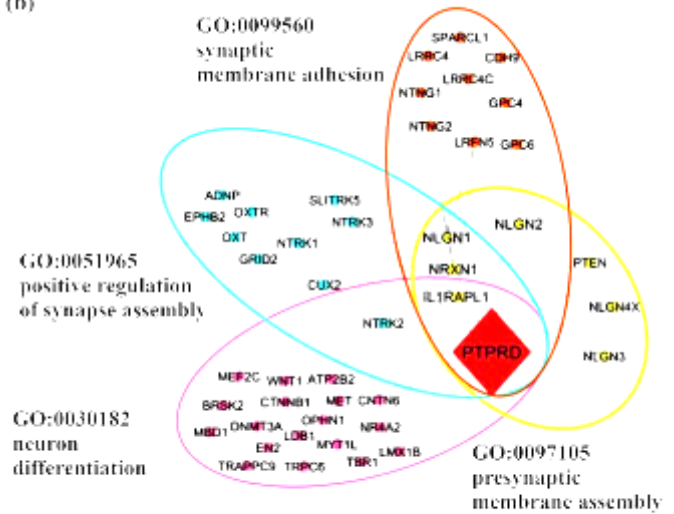 (b)
GO:0099560
synaptic
membrane adhesion
SPARCL1
LRRC4
CDH9
LRRC4C
NTNG1
GPC4
NTNG2
LRFN5
GPC6
ADNP
SLITRK5
EPHB2
OXTR
NTRK3
OXT
NTRK1
GRID2
CUX2
NTRK2
NLGN1
NLGN2
NRXN1
IL1RAPL1
PTEN
NLGN4X
NLGN3
PTPRD
GO:0051965
positive regulation
of synapse assembly
MEF2C
WNT1
ATP2B2
BRSK2
CTNNB1
MET
CNTN6
MBD1
DNMT3A
OPHN1
NR4A2
LDB1
EN2
MYT1L
LMX1B
TRAPPC9
TRPC6
TBR1
GO:0030182
neuron
differentiation
GO:0097105
presynaptic
membrane assembly